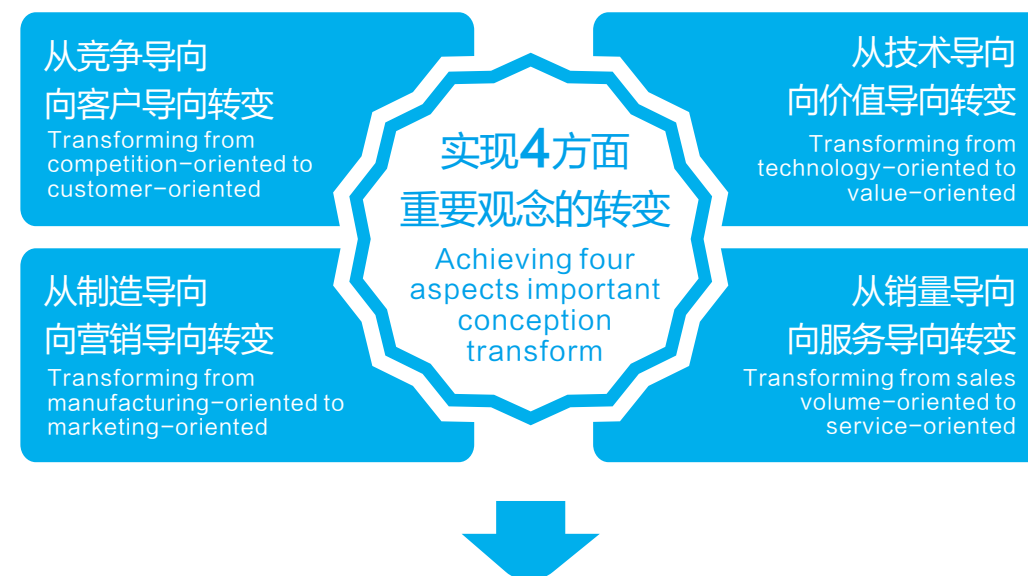 从竞争导向
向客户导向转变
Transforming from
competition-oriented to
customer-oriented
从技术导向
向价值导向转变
Transforming from
technology-oriented to
value-oriented
实现4方面
重要观念的转变
Achieving four
aspects important
conception
transform
从制造导向
向营销导向转变
Transforming from
manufacturing-oriented to
marketing-oriented
从销量导向
向服务导向转变
Transforming from sales
volume-oriented to
service-oriented